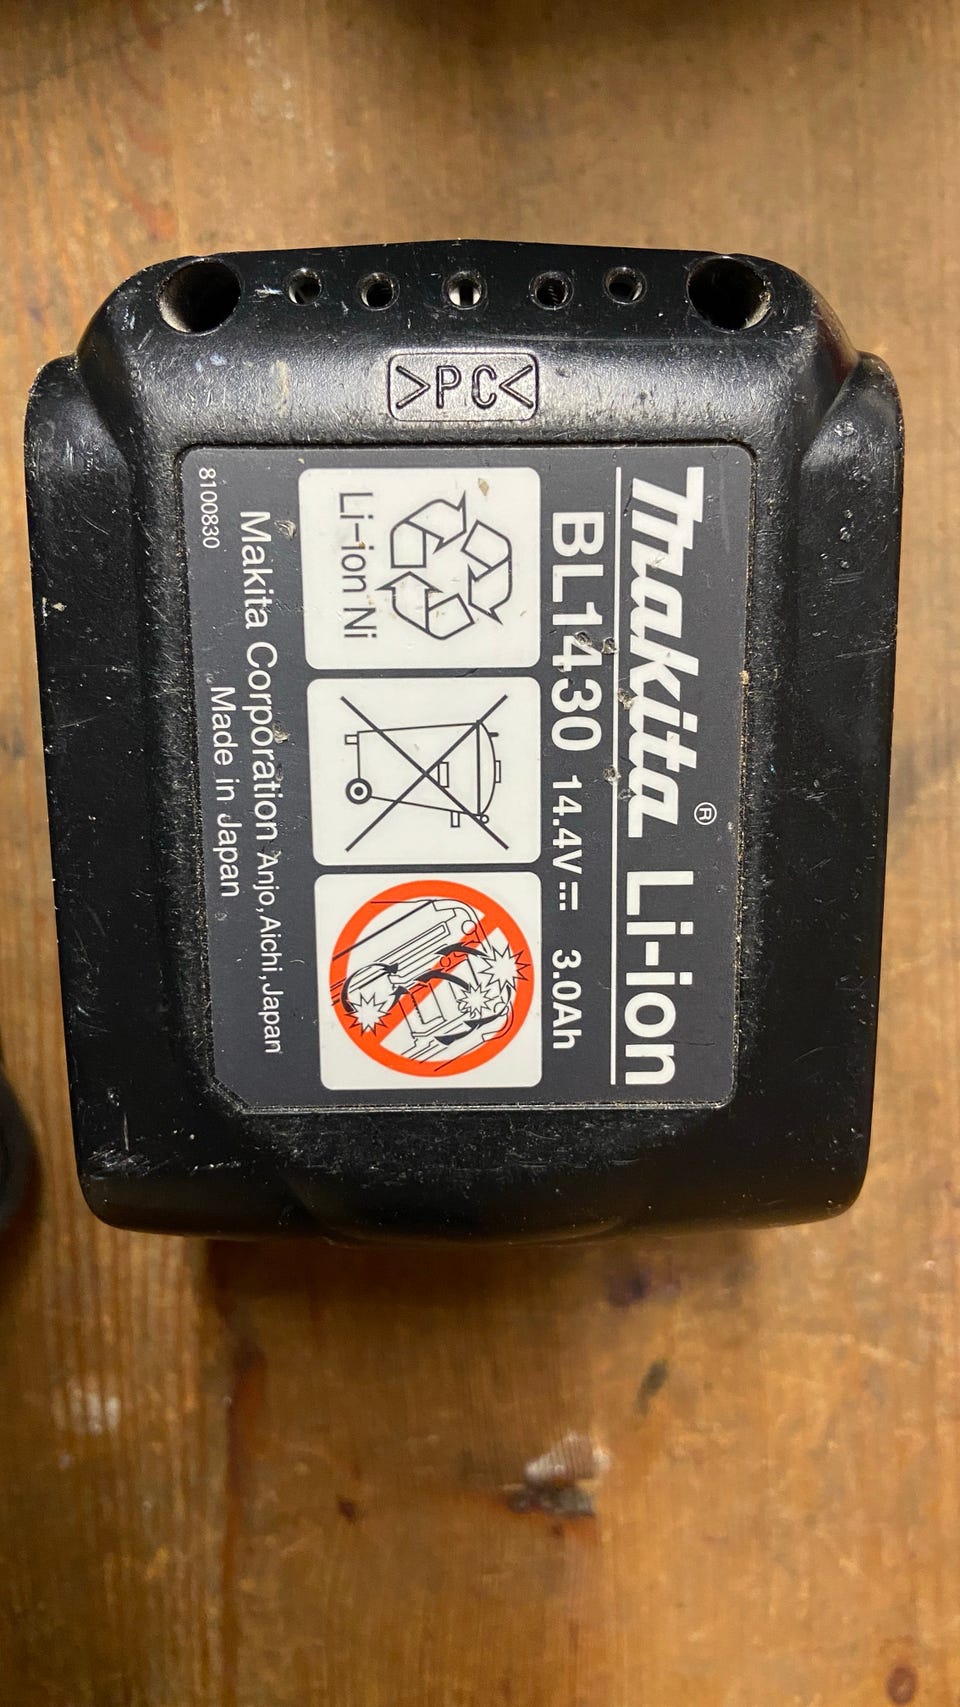 >PC<
Makita® Li-ion
BL1430 14.4V 3.0Ah
Li-ion Ni
Makita Corporation Anjo,Aichi,Japan
Made in Japan
8100830